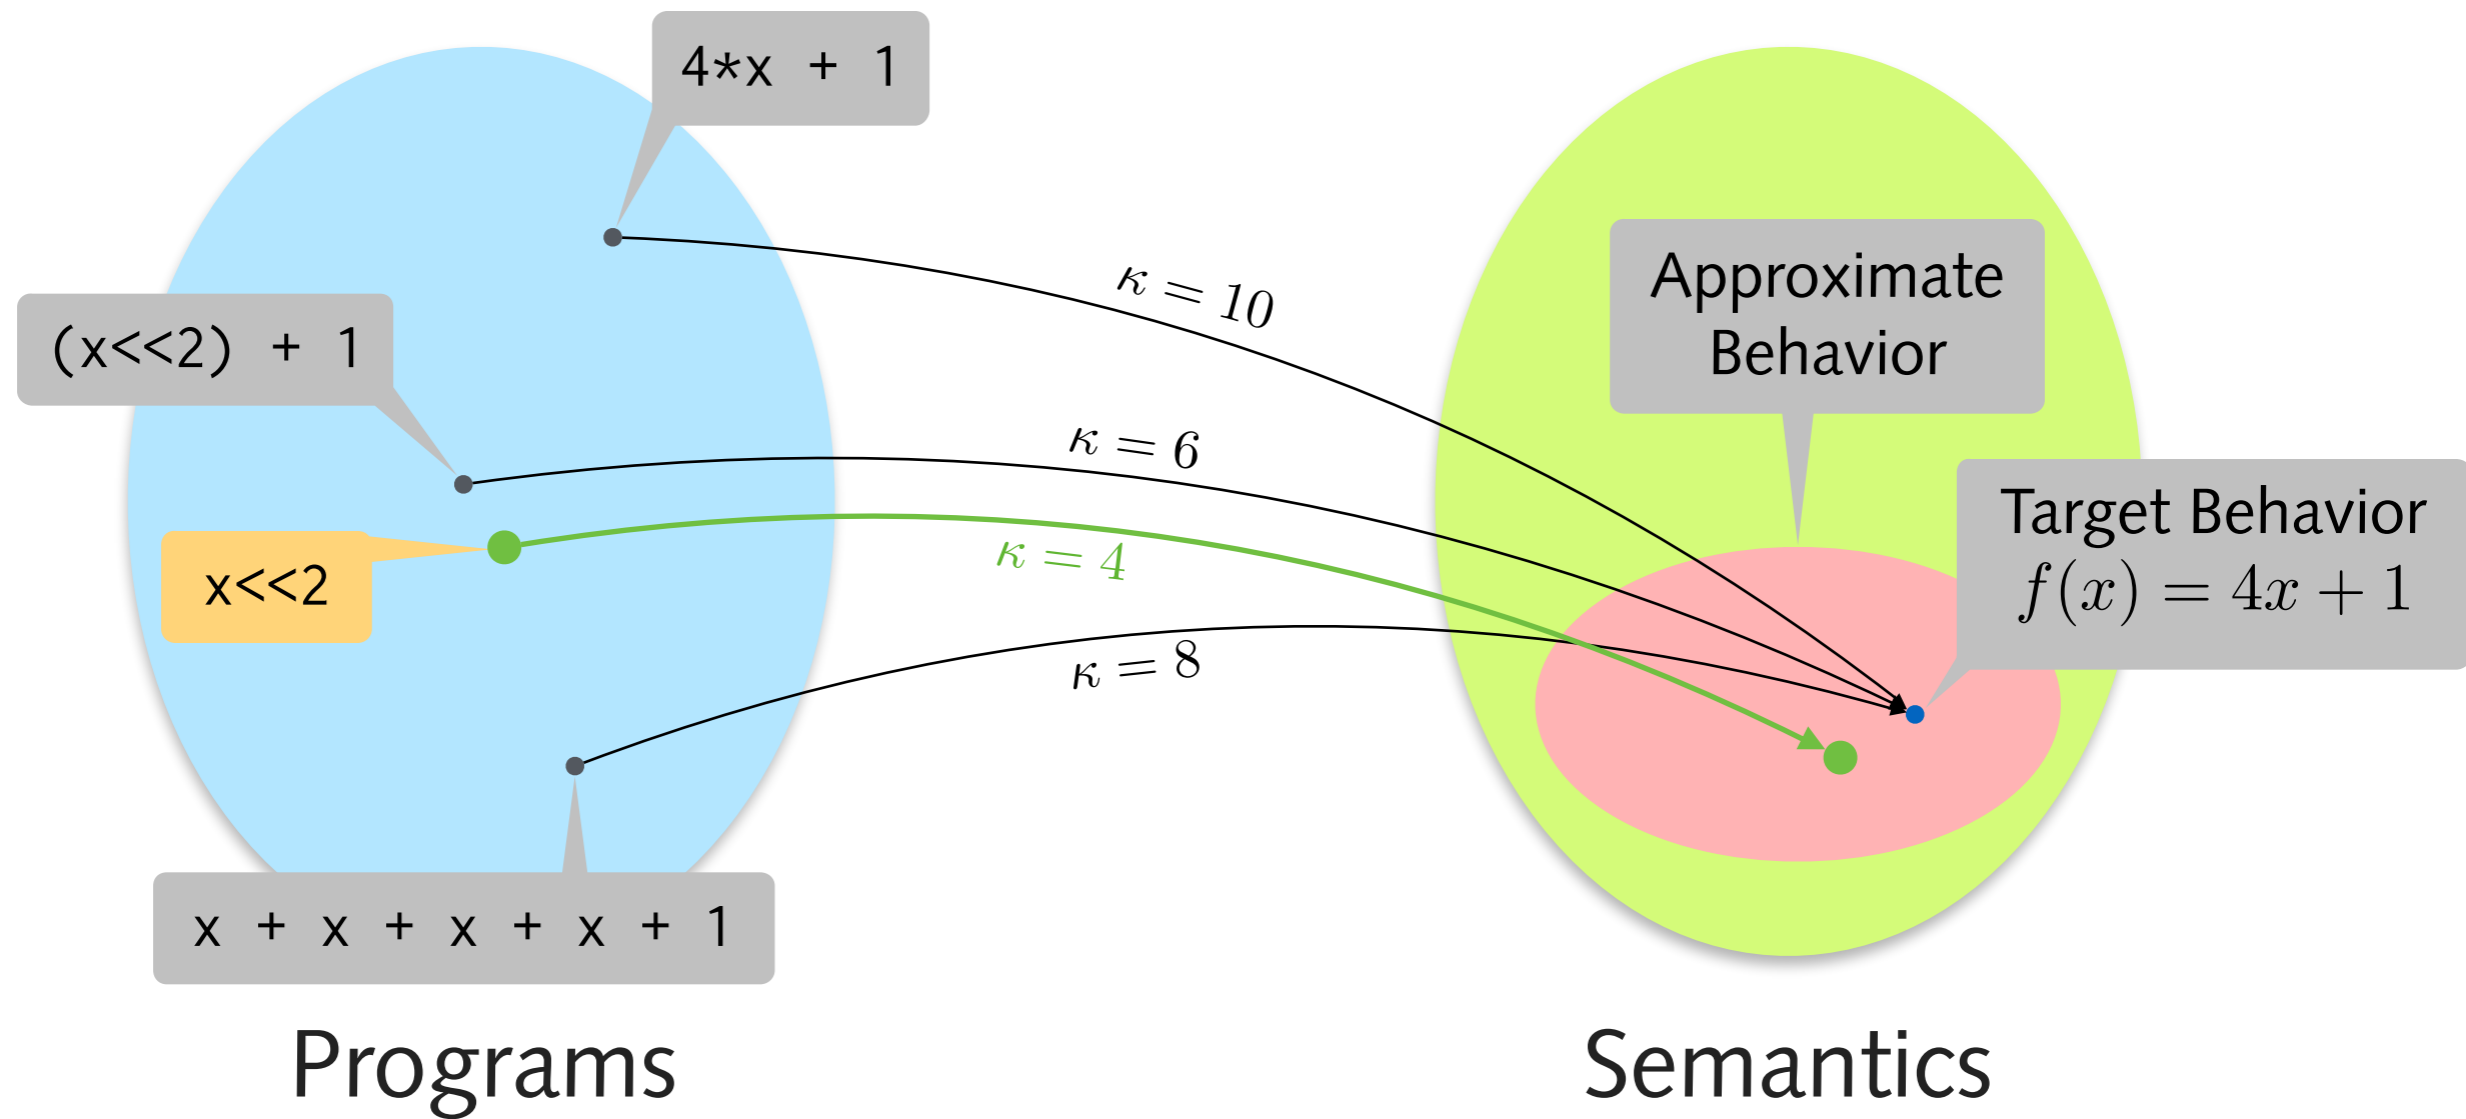 4*x + 1
κ = 10
Approximate
Behavior
(x<<2) + 1
κ = 6
Target Behavior
f(x) = 4x + 1
κ = 4
x<<2
κ = 8
x + x + x + x + 1
Programs
Semantics